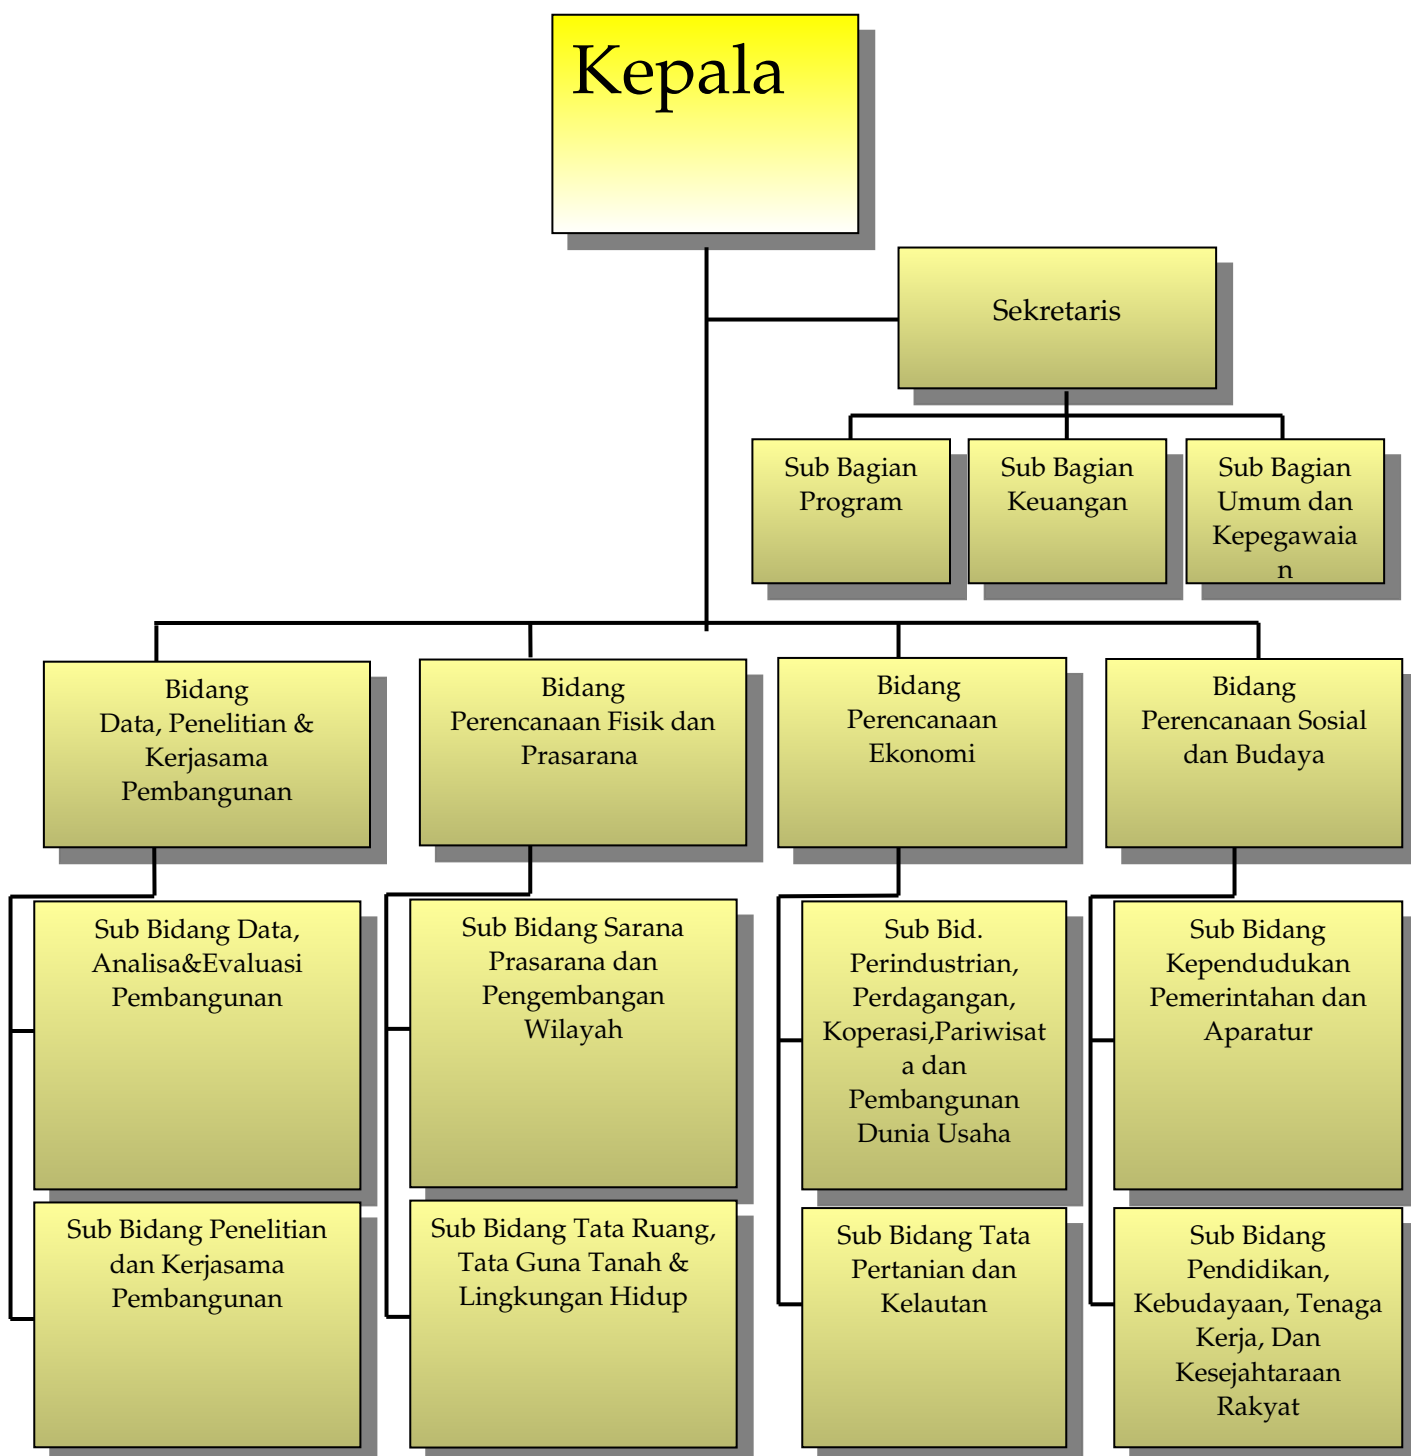 Kepala
Sekretaris
Sub Bagian
Program
Sub Bagian
Keuangan
Sub Bagian
Umum dan
Kepegawaia
n
Bidang
Data, Penelitian &
Kerjasama
Pembangunan
Bidang
Perencanaan Fisik dan
Prasarana
Bidang
Perencanaan
Ekonomi
Bidang
Perencanaan Sosial
dan Budaya
Sub Bidang Data,
Analisa&Evaluasi
Pembangunan
Sub Bidang Sarana
Prasarana dan
Pengembangan
Wilayah
Sub Bid.
Perindustrian,
Perdagangan,
Koperasi,Pariwisat
a dan
Pembangunan
Dunia Usaha
Sub Bidang
Kependudukan
Pemerintahan dan
Aparatur
Sub Bidang Penelitian
dan Kerjasama
Pembangunan
Sub Bidang Tata Ruang,
Tata Guna Tanah &
Lingkungan Hidup
Sub Bidang Tata
Pertanian dan
Kelautan
Sub Bidang
Pendidikan,
Kebudayaan, Tenaga
Kerja, Dan
Kesejahtaraan
Rakyat